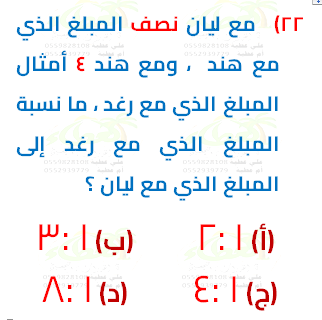 ٢٢) مع ليان نصف المبلغ الذي
مع هند ، ومع هند ٤ أمثال
المبلغ الذي مع رغد ، ما نسبة
المبلغ الذي مع رغد إلى
المبلغ الذي مع ليان ؟
(أ) ١ : ٢ (ب) ١ : ٣
(ج) ١ : ٤ (د) ١ : ٨